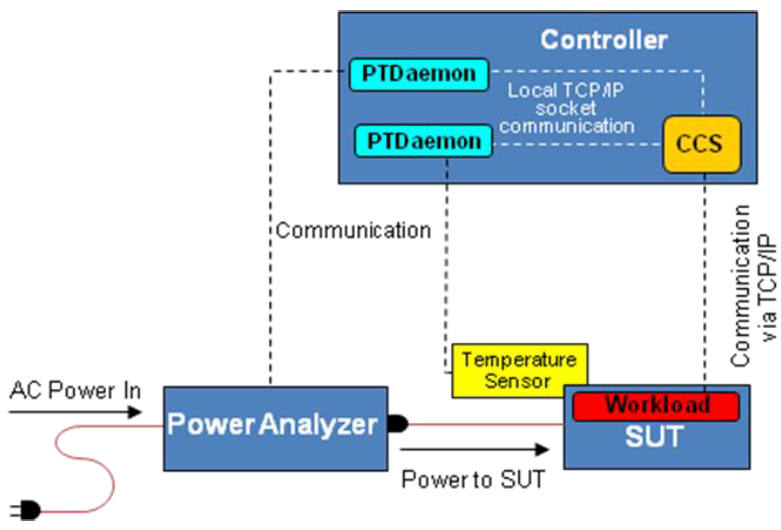 Controller
PTDaemon
Local TCP/IP
socket
communication
PTDaemon
CCS
Communication
Communication
via TCP/IP
Temperature
Sensor
AC Power In
Workload
Power Analyzer
SUT
Power to SUT